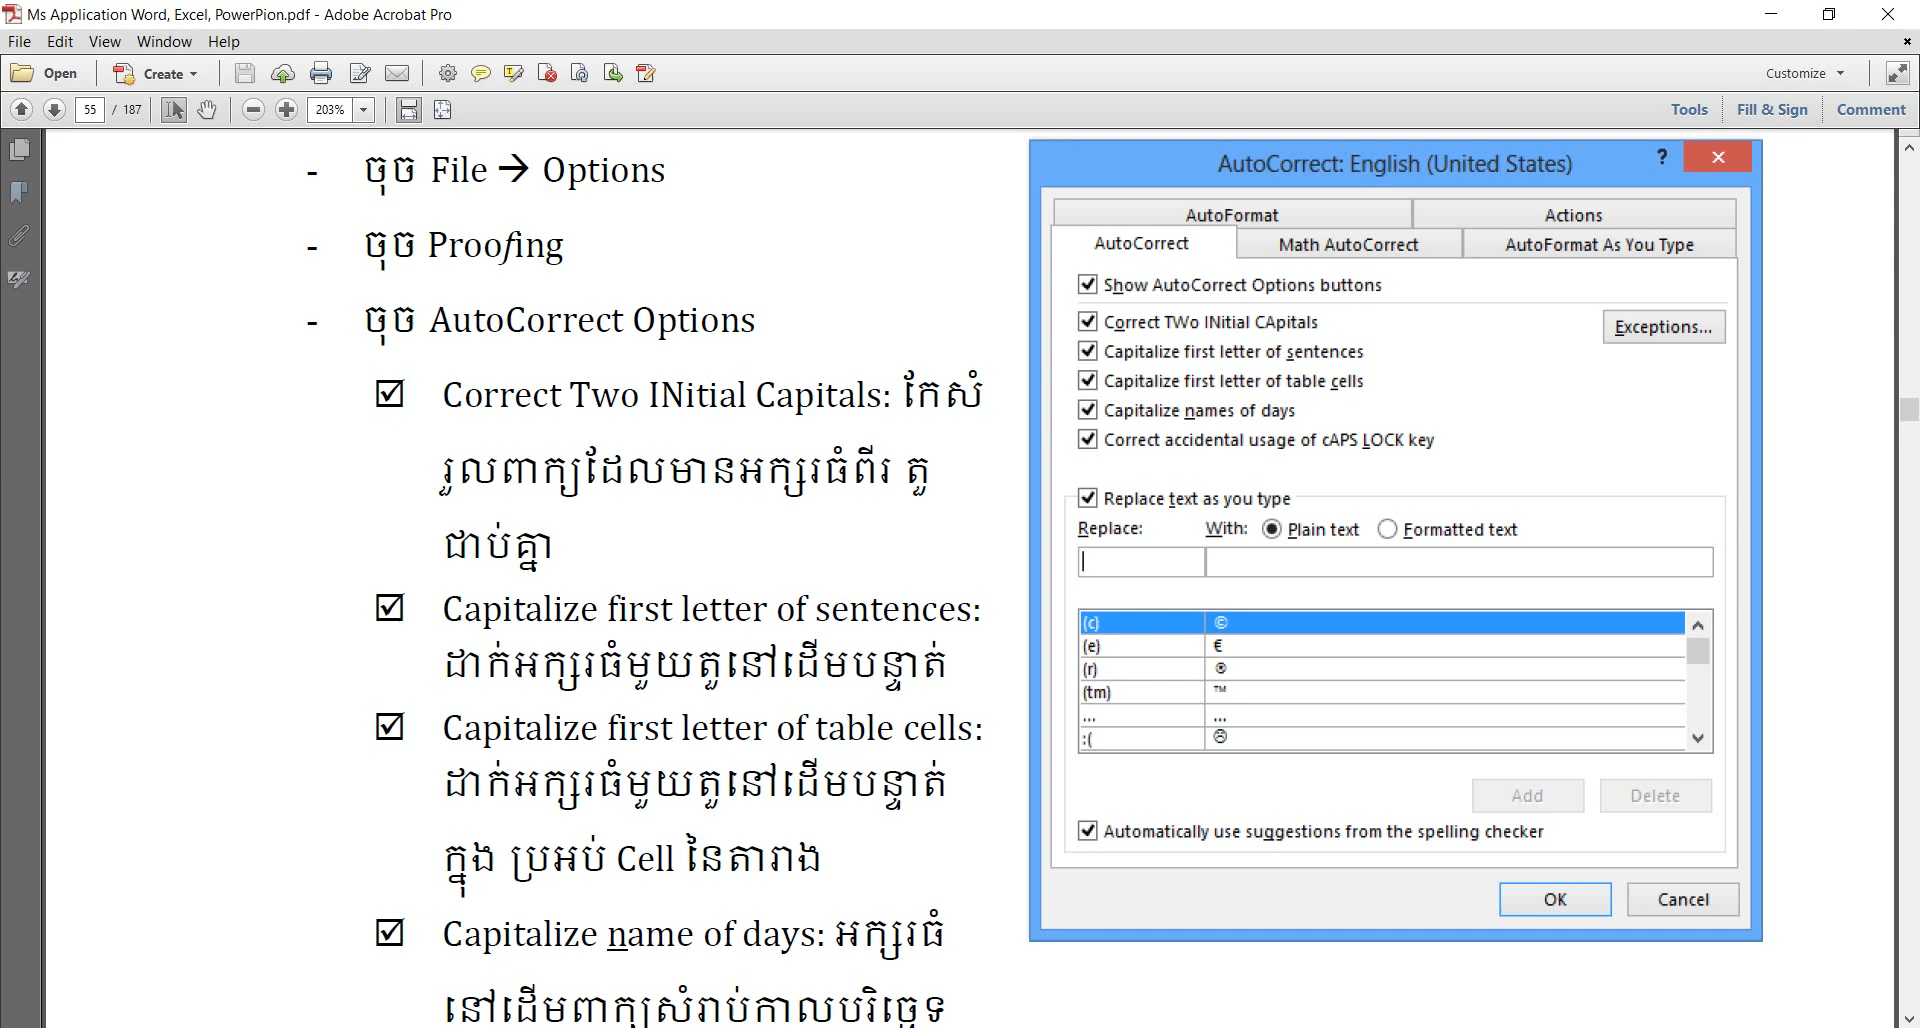 Ms Application Word, Excel, PowerPion.pdf - Adobe Acrobat Pro
File Edit View Window Help
Open Create Customize
55 / 187 203% Tools Fill & Sign Comment
- ចុច File → Options
- ចុច Proofing
- ចុច AutoCorrect Options
☑ Correct Two INitial Capitals: កែសំ
រួលពាក្យដែលមានអក្សរធំពីរ តួ
ជាប់គ្នា
☑ Capitalize first letter of sentences:
ដាក់អក្សរធំមួយតួនៅដើមបន្ទាត់
☑ Capitalize first letter of table cells:
ដាក់អក្សរធំមួយតួនៅដើមបន្ទាត់
ក្នុង ប្រអប់ Cell នៃតារាង
☑ Capitalize name of days: អក្សរធំ
នៅដើមពាក្យសំរាប់កាលបរិច្ឆេទ
AutoCorrect: English (United States) ?
AutoFormat Actions
AutoCorrect Math AutoCorrect AutoFormat As You Type
Show AutoCorrect Options buttons
Correct TWo INitial CApitals
Exceptions...
Capitalize first letter of sentences
Capitalize first letter of table cells
Capitalize names of days
Correct accidental usage of cAPS LOCK key
Replace text as you type
Replace: With: Plain text Formatted text
(c) ©
(e) €
(r) ®
(tm) ™
... …
:( ☹
Add Delete
Automatically use suggestions from the spelling checker
OK Cancel